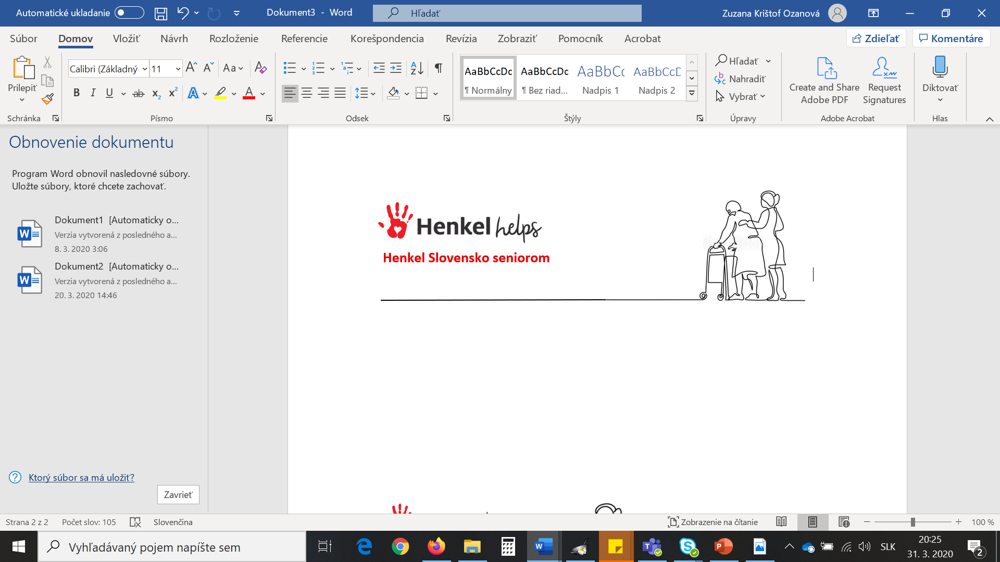 Automatické ukladanie
Dokument3 - Word
Hľadať
Zuzana Krištof Ozanová
Súbor Domov Vložiť Návrh Rozloženie Referencie Korešpondencia Revízia Zobraziť Pomocník Acrobat
Zdieľať Komentáre
Prilepiť
Schránka
Calibri (Základný 11
Písmo
Odsek
AaBbCcDc AaBbCcDc AaBbCc AaBbCcD
¶ Normálny ¶ Bez riad... Nadpis 1 Nadpis 2
Štýly
Hľadať
Nahradiť
Vybrať
Úpravy
Create and Share Adobe PDF
Request Signatures
Adobe Acrobat
Diktovať
Hlas
Obnovenie dokumentu
Program Word obnovil nasledovné súbory.
Uložte súbory, ktoré chcete zachovať.
Dokument1 [Automaticky o...
Verzia vytvorená z posledného a...
8. 3. 2020 3:06
Dokument2 [Automaticky o...
Verzia vytvorená z posledného a...
20. 3. 2020 14:46
Ktorý súbor sa má uložiť?
Zavrieť
Henkel helps
Henkel Slovensko seniorom
Strana 2 z 2 Počet slov: 105 Slovenčina
Zobrazenie na čítanie 100 %
Vyhľadávaný pojem napíšte sem
SLK
20:25
31. 3. 2020
2